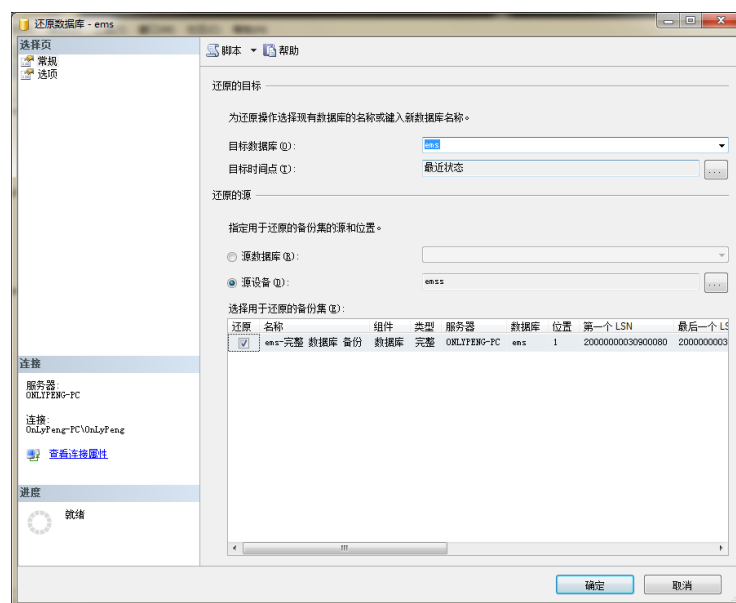 还原数据库 - ems
选择页
常规
选项
脚本 帮助
还原的目标
为还原操作选择现有数据库的名称或键入新数据库名称。
目标数据库(O): ems
目标时间点(T): 最近状态 ...
还原的源
指定用于还原的备份集的源和位置。
源数据库(R):
源设备(D): emss ...
选择用于还原的备份集(E):
还原 名称 组件 类型 服务器 数据库 位置 第一个 LSN 最后一个 LS
ems-完整 数据库 备份 数据库 完整 ONLYPENG-PC ems 1 20000000030900080 2000000003
连接
服务器:
ONLYPENG-PC
连接:
OnLyPeng-PC\OnLyPeng
查看连接属性
进度
就绪
确定 取消